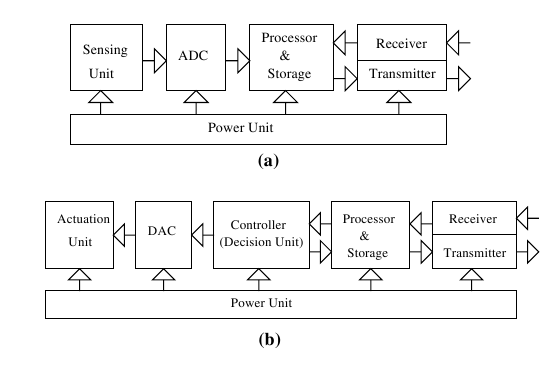 Sensing
Unit
ADC
Processor
&
Storage
Receiver
Transmitter
Power Unit
(a)
Actuation
Unit
DAC
Controller
(Decision Unit)
Processor
&
Storage
Receiver
Transmitter
Power Unit
(b)